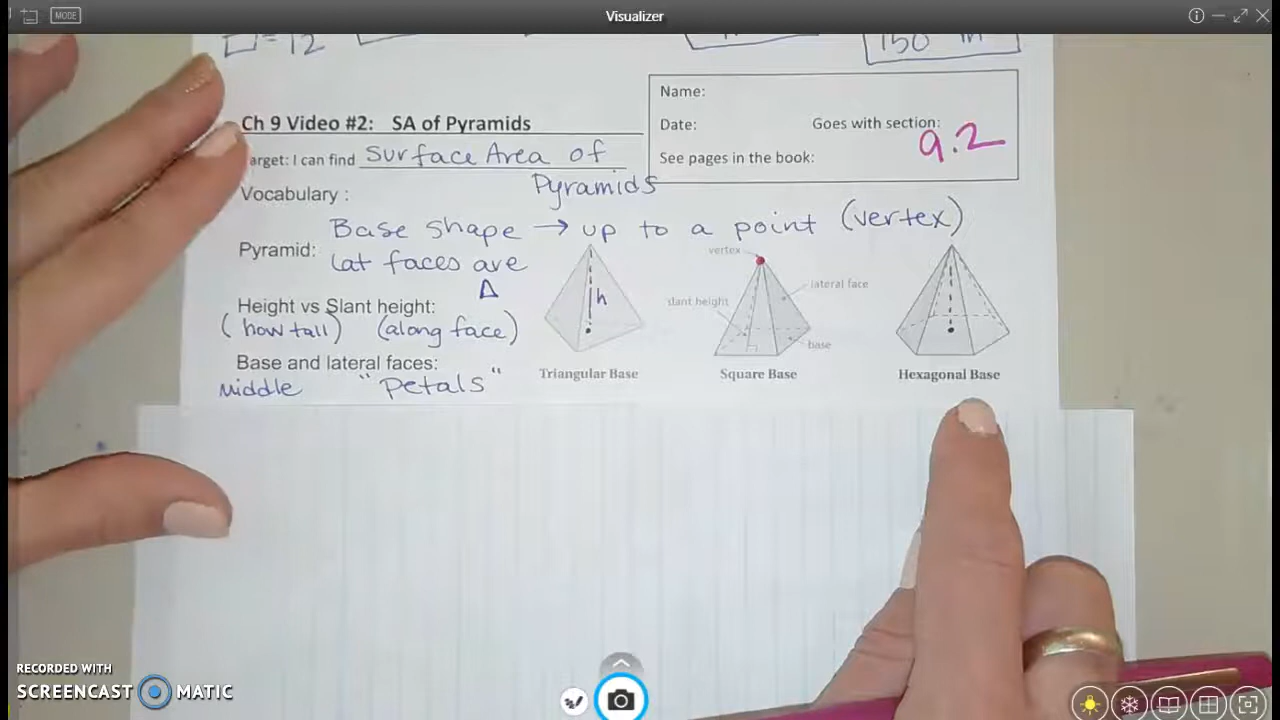 MODE
Visualizer
= 12
150 in
Ch 9 Video #2: SA of Pyramids
Name:
Date:
Goes with section:
9.2
See pages in the book:
arget: I can find Surface Area of
Pyramids
Vocabulary :
Base shape → up to a point (vertex)
Pyramid:
lat faces are
Δ
Height vs Slant height:
(how tall) (along face)
Base and lateral faces:
Middle "Petals"
h
Triangular Base
vertex
slant height
lateral face
base
Square Base
Hexagonal Base
RECORDED WITH
SCREENCAST MATIC